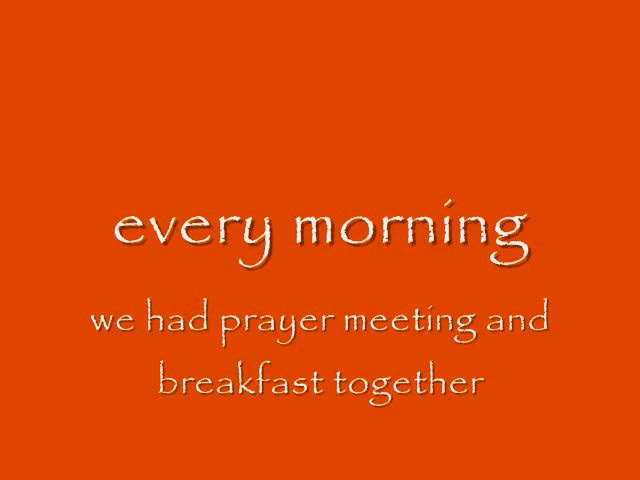 every morning
we had prayer meeting and
breakfast together